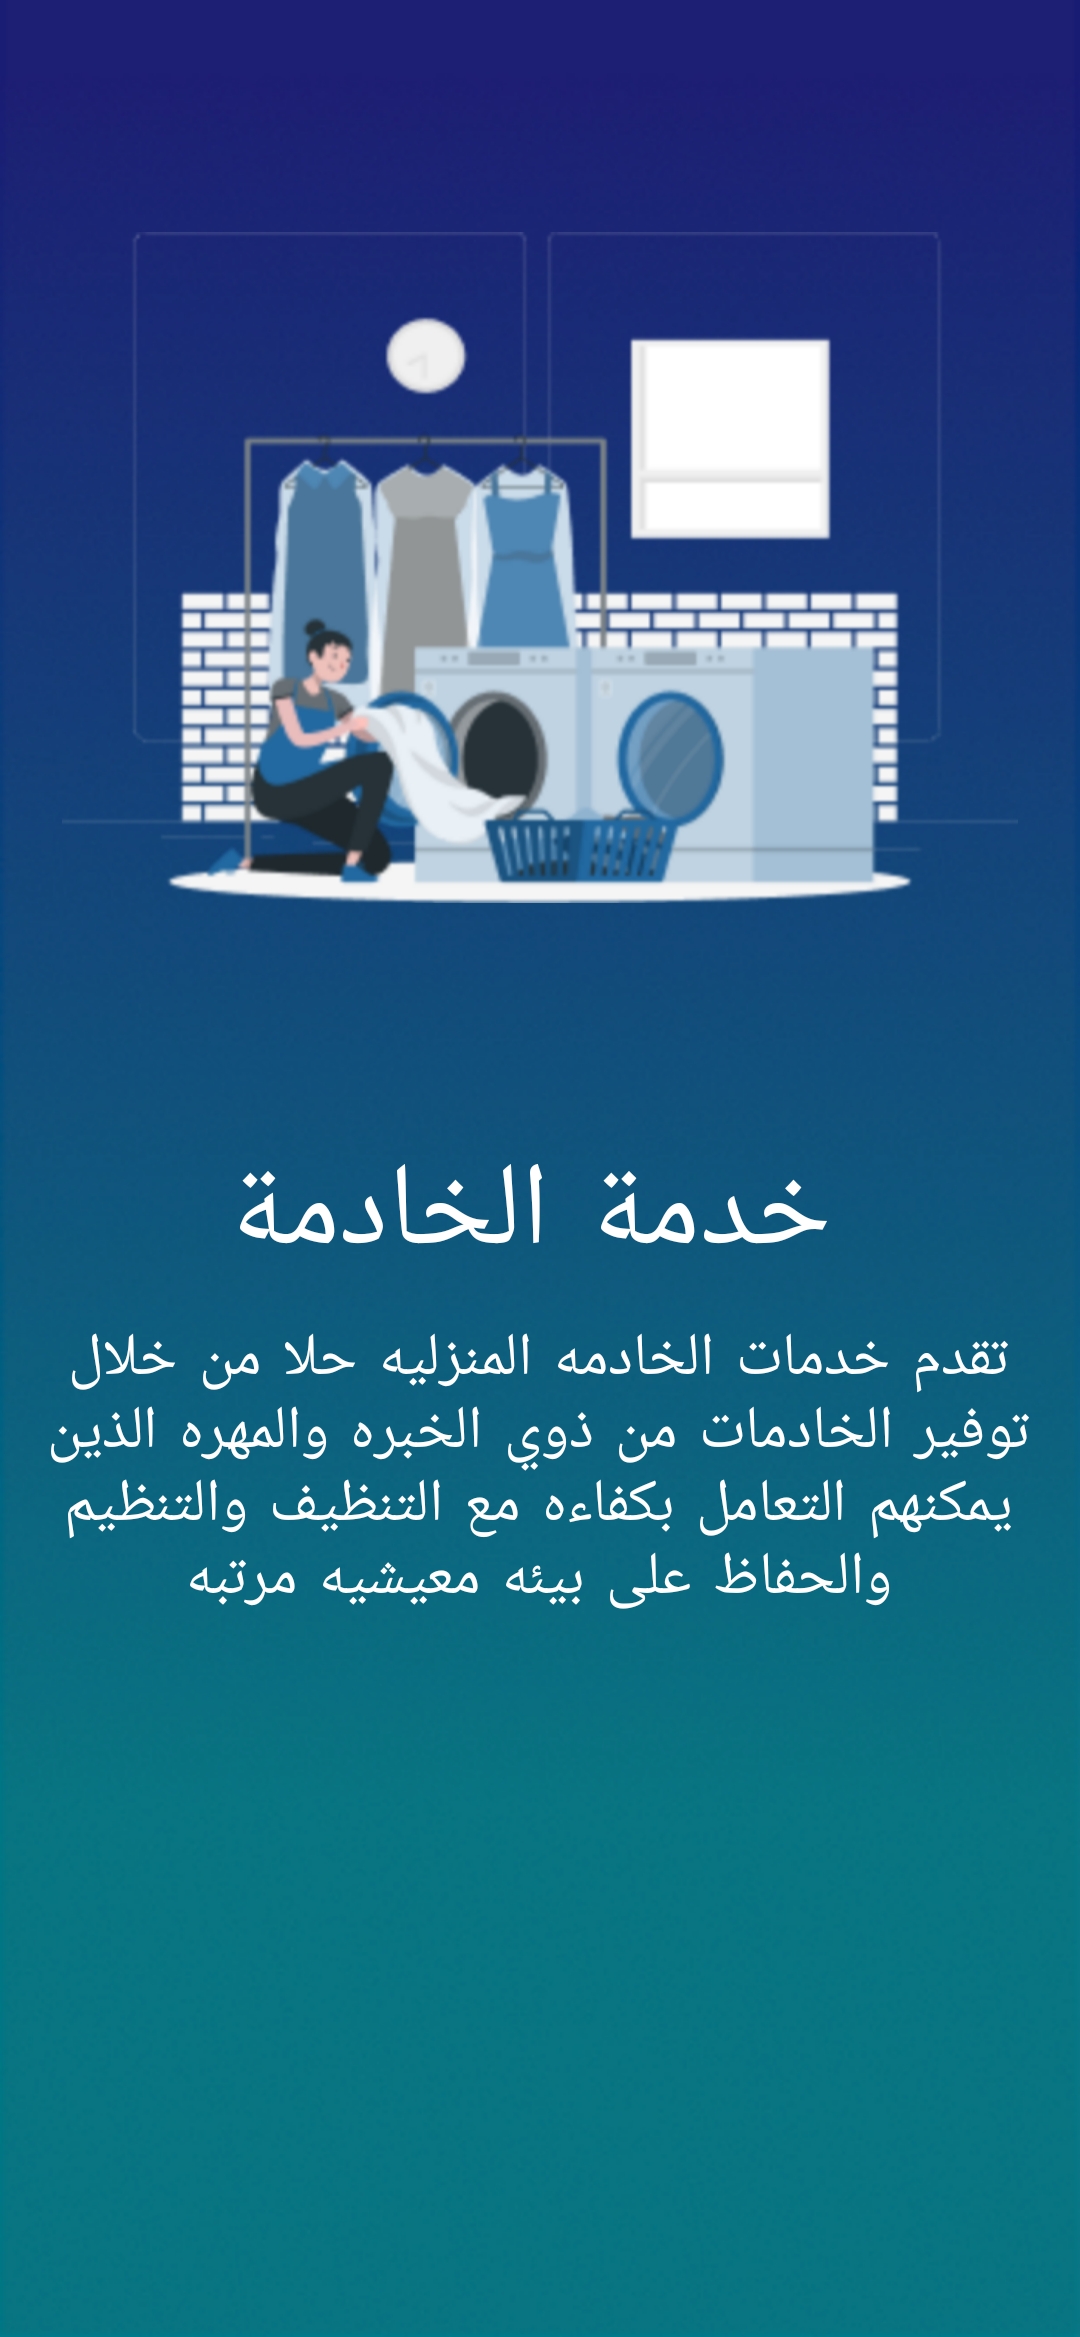 خدمة الخادمة
تقدم خدمات الخادمه المنزليه حلا من خلال
توفير الخادمات من ذوي الخبره والمهره الذين
يمكنهم التعامل بكفاءه مع التنظيف والتنظيم
والحفاظ على بيئه معيشيه مرتبه